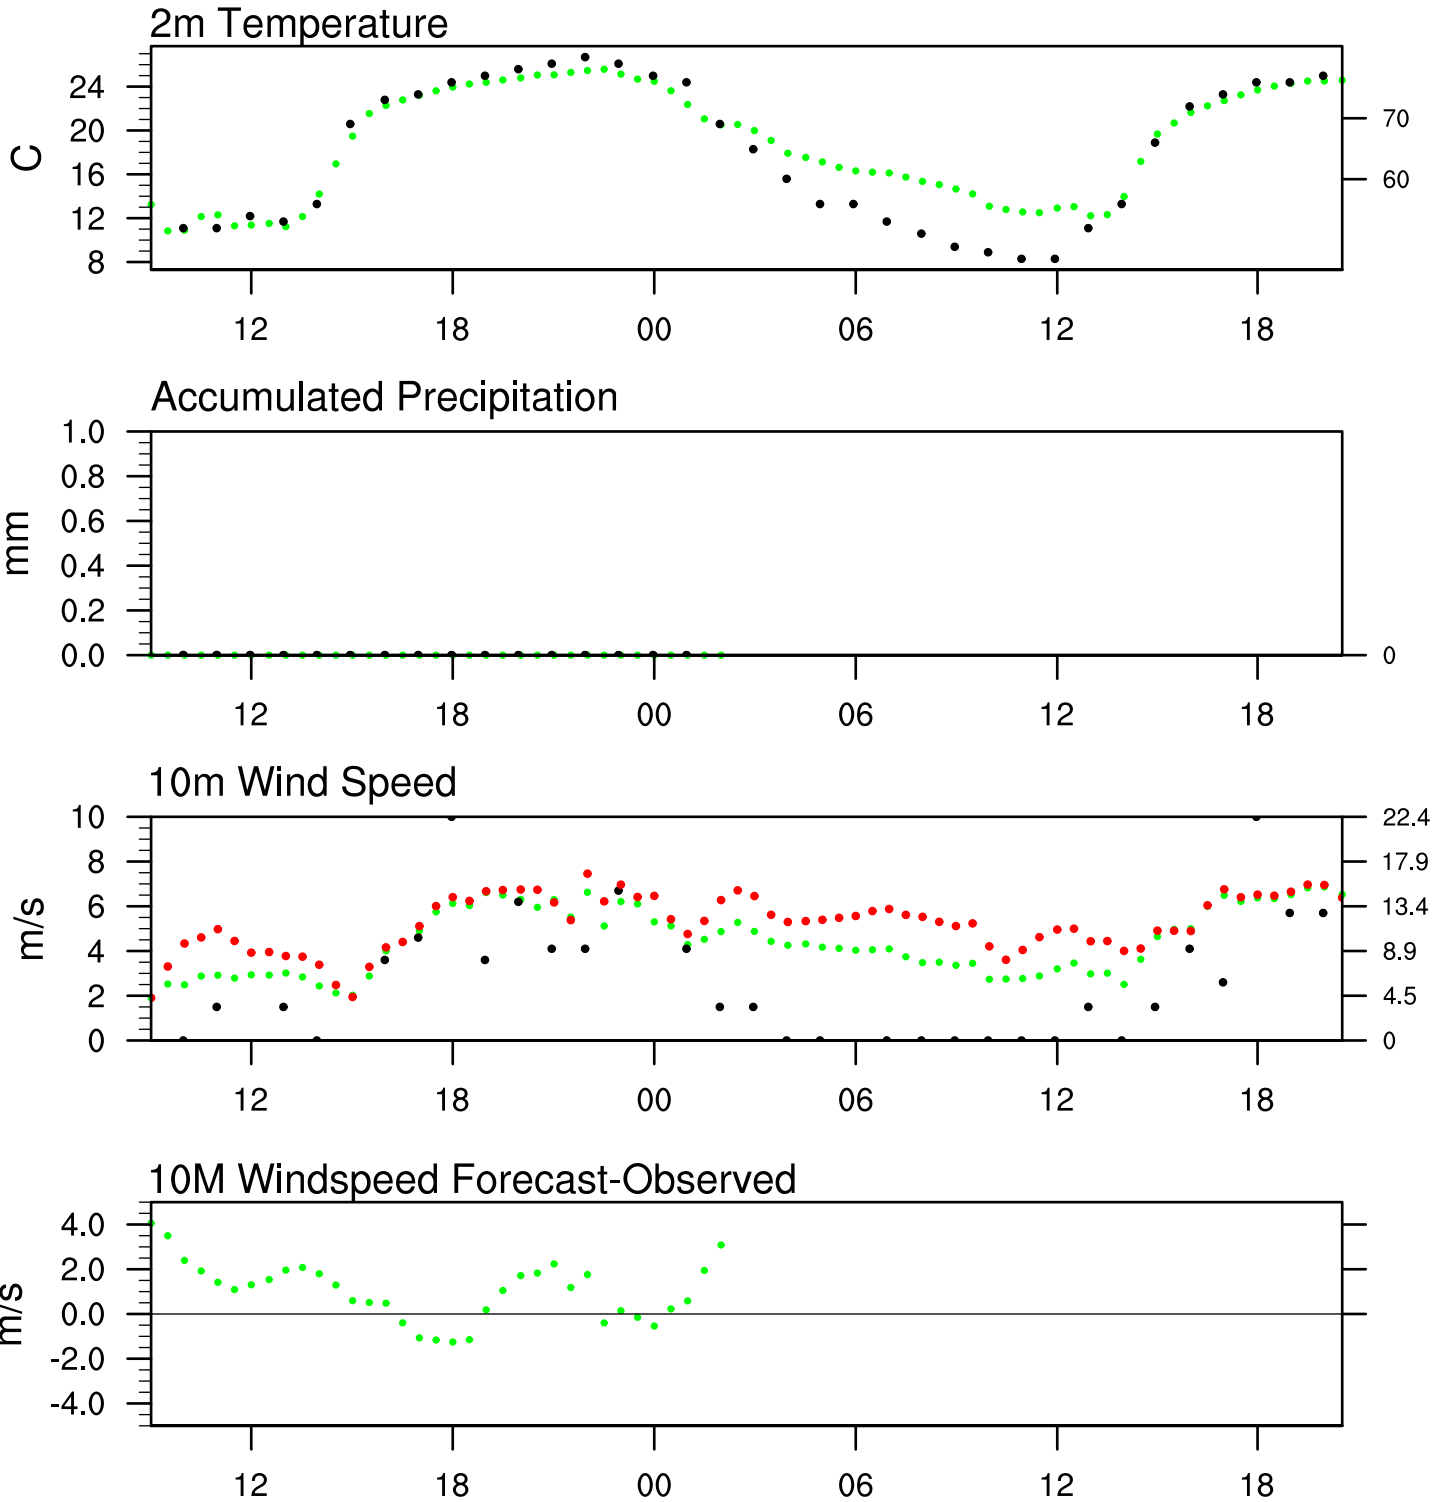 2m Temperature
24
20
16
12
8
C
70
60
12 18 00 06 12 18
Accumulated Precipitation
1.0
0.8
0.6
0.4
0.2
0.0
mm
0
12 18 00 06 12 18
10m Wind Speed
10
8
6
4
2
0
m/s
22.4
17.9
13.4
8.9
4.5
0
12 18 00 06 12 18
10M Windspeed Forecast-Observed
4.0
2.0
0.0
-2.0
-4.0
m/s
12 18 00 06 12 18